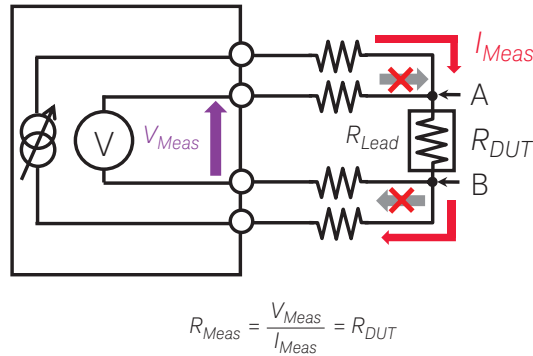 I_Meas
A
V
V_Meas
R_Lead
R_DUT
B
R_Meas = V_Meas / I_Meas = R_DUT